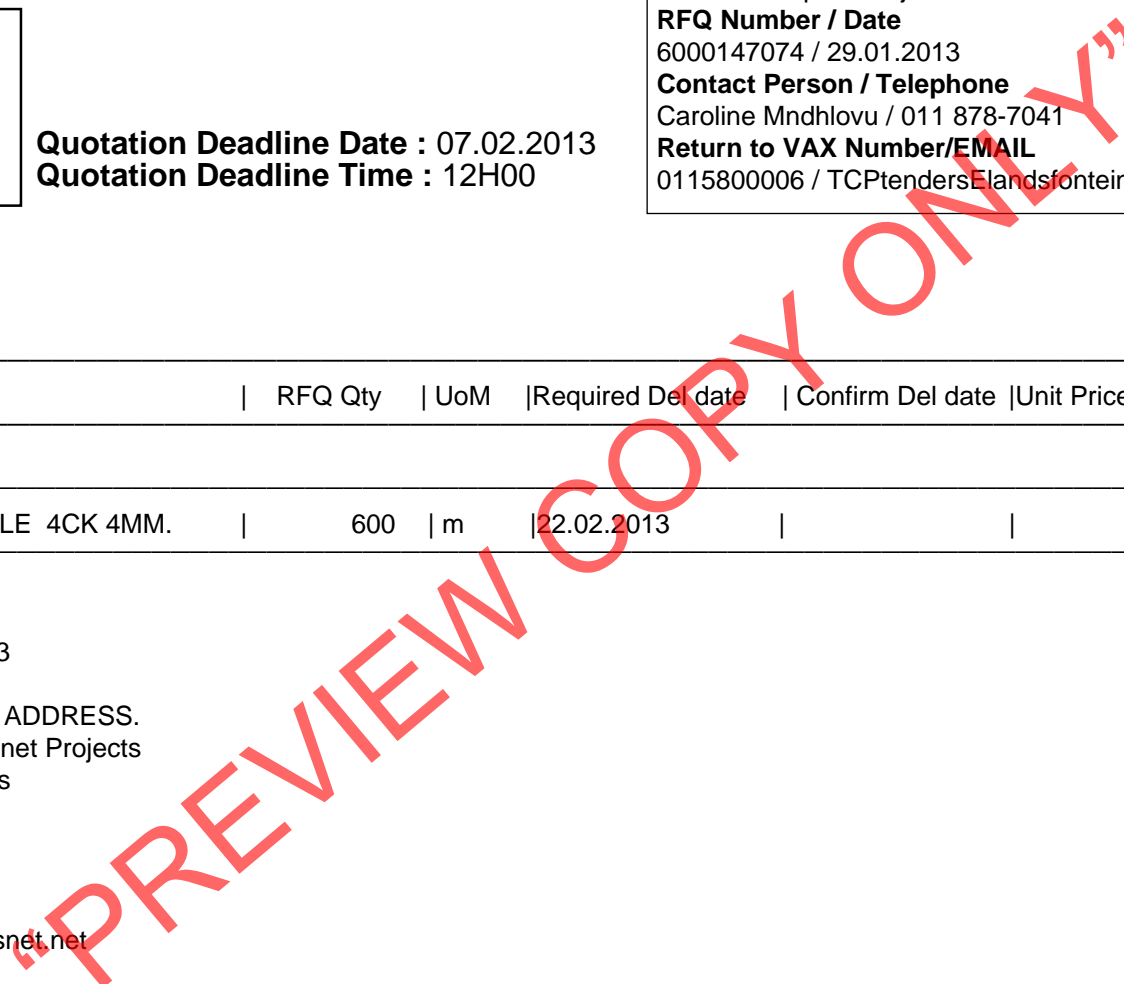 RFQ Number / Date
6000147074 / 29.01.2013
Contact Person / Telephone
Caroline Mndhlovu / 011 878-7041
Return to VAX Number/EMAIL
0115800006 / TCPtendersElandsfontein
Quotation Deadline Date : 07.02.2013
Quotation Deadline Time : 12H00
| RFQ Qty | UoM |Required Del date | Confirm Del date |Unit Price
LE 4CK 4MM. | 600 | m |22.02.2013 | |
3
ADDRESS.
net Projects
s
snet.net
“PREVIEW COPY ONLY”